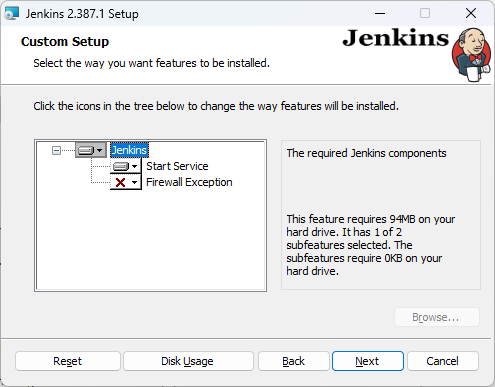 Jenkins 2.387.1 Setup
Custom Setup
Select the way you want features to be installed.
Jenkins
Click the icons in the tree below to change the way features will be installed.
Jenkins
Start Service
Firewall Exception
The required Jenkins components
This feature requires 94MB on your
hard drive. It has 1 of 2
subfeatures selected. The
subfeatures require 0KB on your
hard drive.
Browse...
Reset
Disk Usage
Back
Next
Cancel